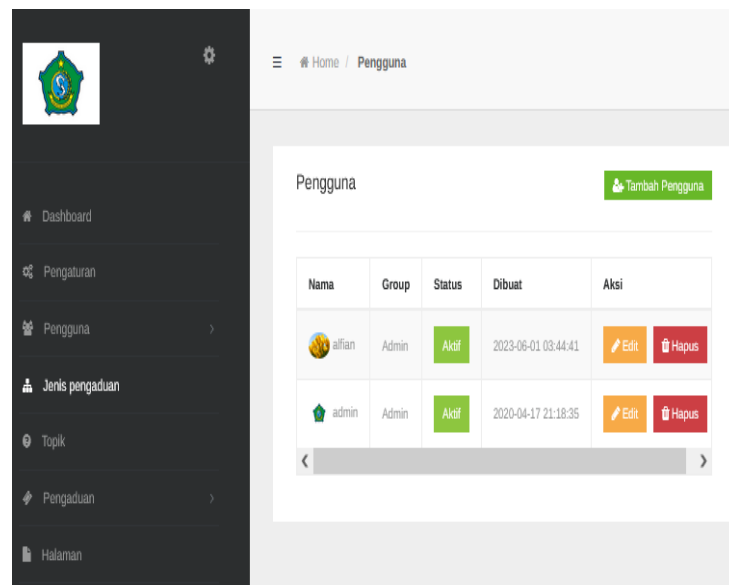 Home / Pengguna
Dashboard
Pengaturan
Pengguna
Jenis pengaduan
Topik
Pengaduan
Halaman
Pengguna
Tambah Pengguna
Nama Group Status Dibuat Aksi
alfian Admin Aktif 2023-06-01 03:44:41 Edit Hapus
admin Admin Aktif 2020-04-17 21:18:35 Edit Hapus